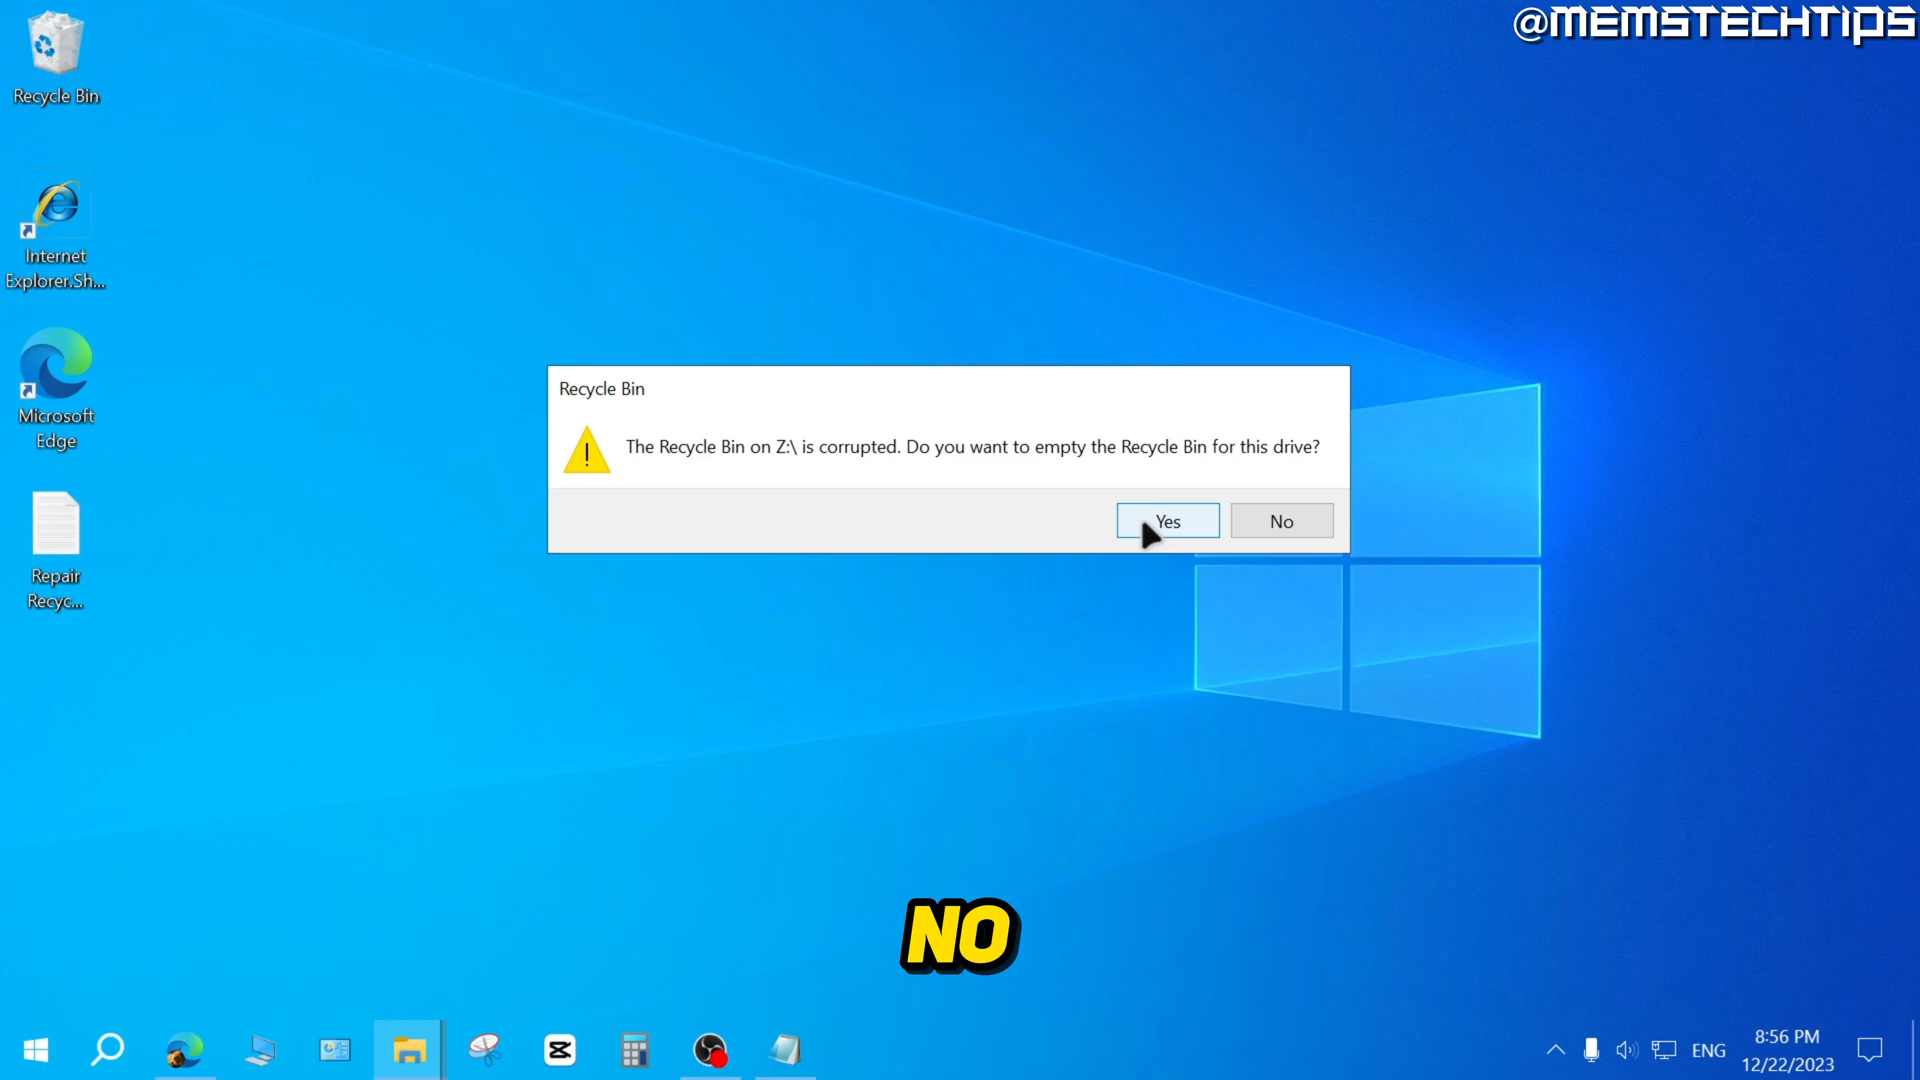 @MEMSTECHTIPS
Recycle Bin
Internet
Explorer.Sh...
Microsoft
Edge
Repair
Recyc...
Recycle Bin
The Recycle Bin on Z:\ is corrupted. Do you want to empty the Recycle Bin for this drive?
Yes
No
NO
ENG
8:56 PM
12/22/2023